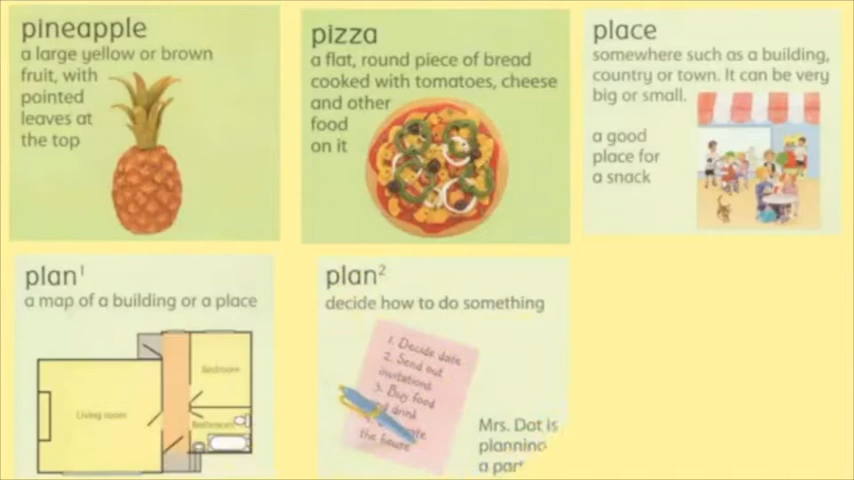 pineapple
a large yellow or brown
fruit, with
pointed
leaves at
the top
pizza
a flat, round piece of bread
cooked with tomatoes, cheese
and other
food
on it
place
somewhere such as a building,
country or town. It can be very
big or small.
a good
place for
a snack
plan¹
a map of a building or a place
Living room
Bedroom
Bathroom
plan²
decide how to do something
1. Decide date
2. Send out
invitations
3. Buy food
drink
the house
Mrs. Dot is
planning
a